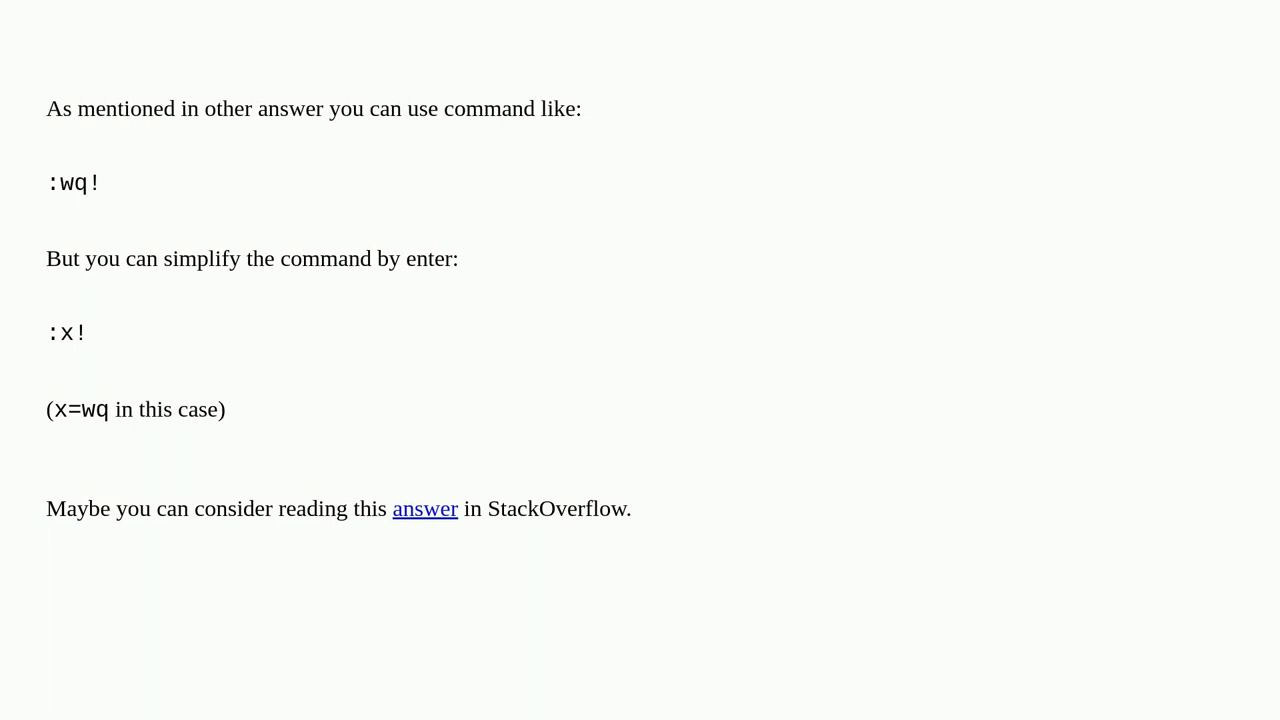 As mentioned in other answer you can use command like:
:wq!
But you can simplify the command by enter:
:x!
(x=wq in this case)
Maybe you can consider reading this answer in StackOverflow.